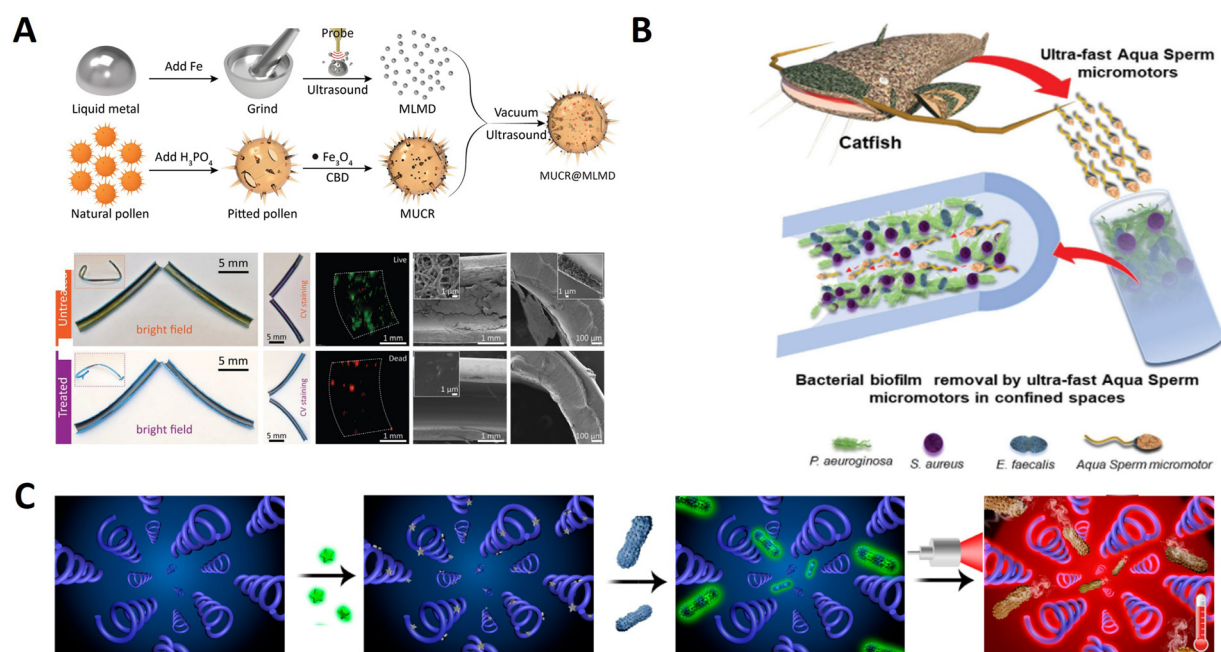 A
Liquid metal
Add Fe
Grind
Probe
Ultrasound
MLMD
Vacuum
Ultrasound
MUCR@MLMD
Natural pollen
Add H₃PO₄
Pitted pollen
● Fe₃O₄
CBD
MUCR
Untreated
5 mm
bright field
CV staining
5 mm
Live
1 mm
1 μm
1 mm
1 μm
100 μm
Treated
5 mm
bright field
CV staining
5 mm
Dead
1 mm
1 μm
1 mm
100 μm
B
Ultra-fast Aqua Sperm
micromotors
Catfish
Bacterial biofilm removal by ultra-fast Aqua Sperm
micromotors in confined spaces
P. aeuroginosa
S. aureus
E. faecalis
Aqua Sperm micromotor
C